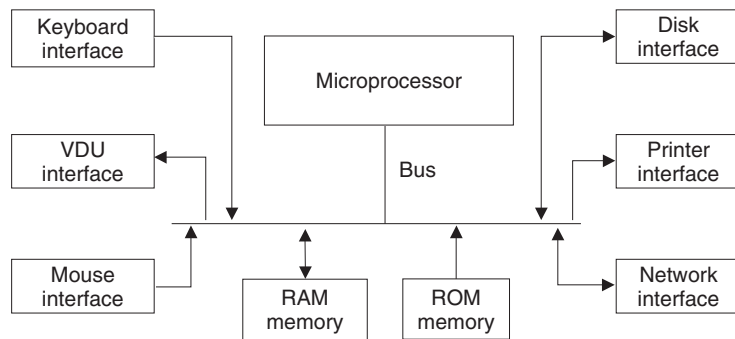 Keyboard
interface
Disk
interface
Microprocessor
VDU
interface
Bus
Printer
interface
Mouse
interface
RAM
memory
ROM
memory
Network
interface